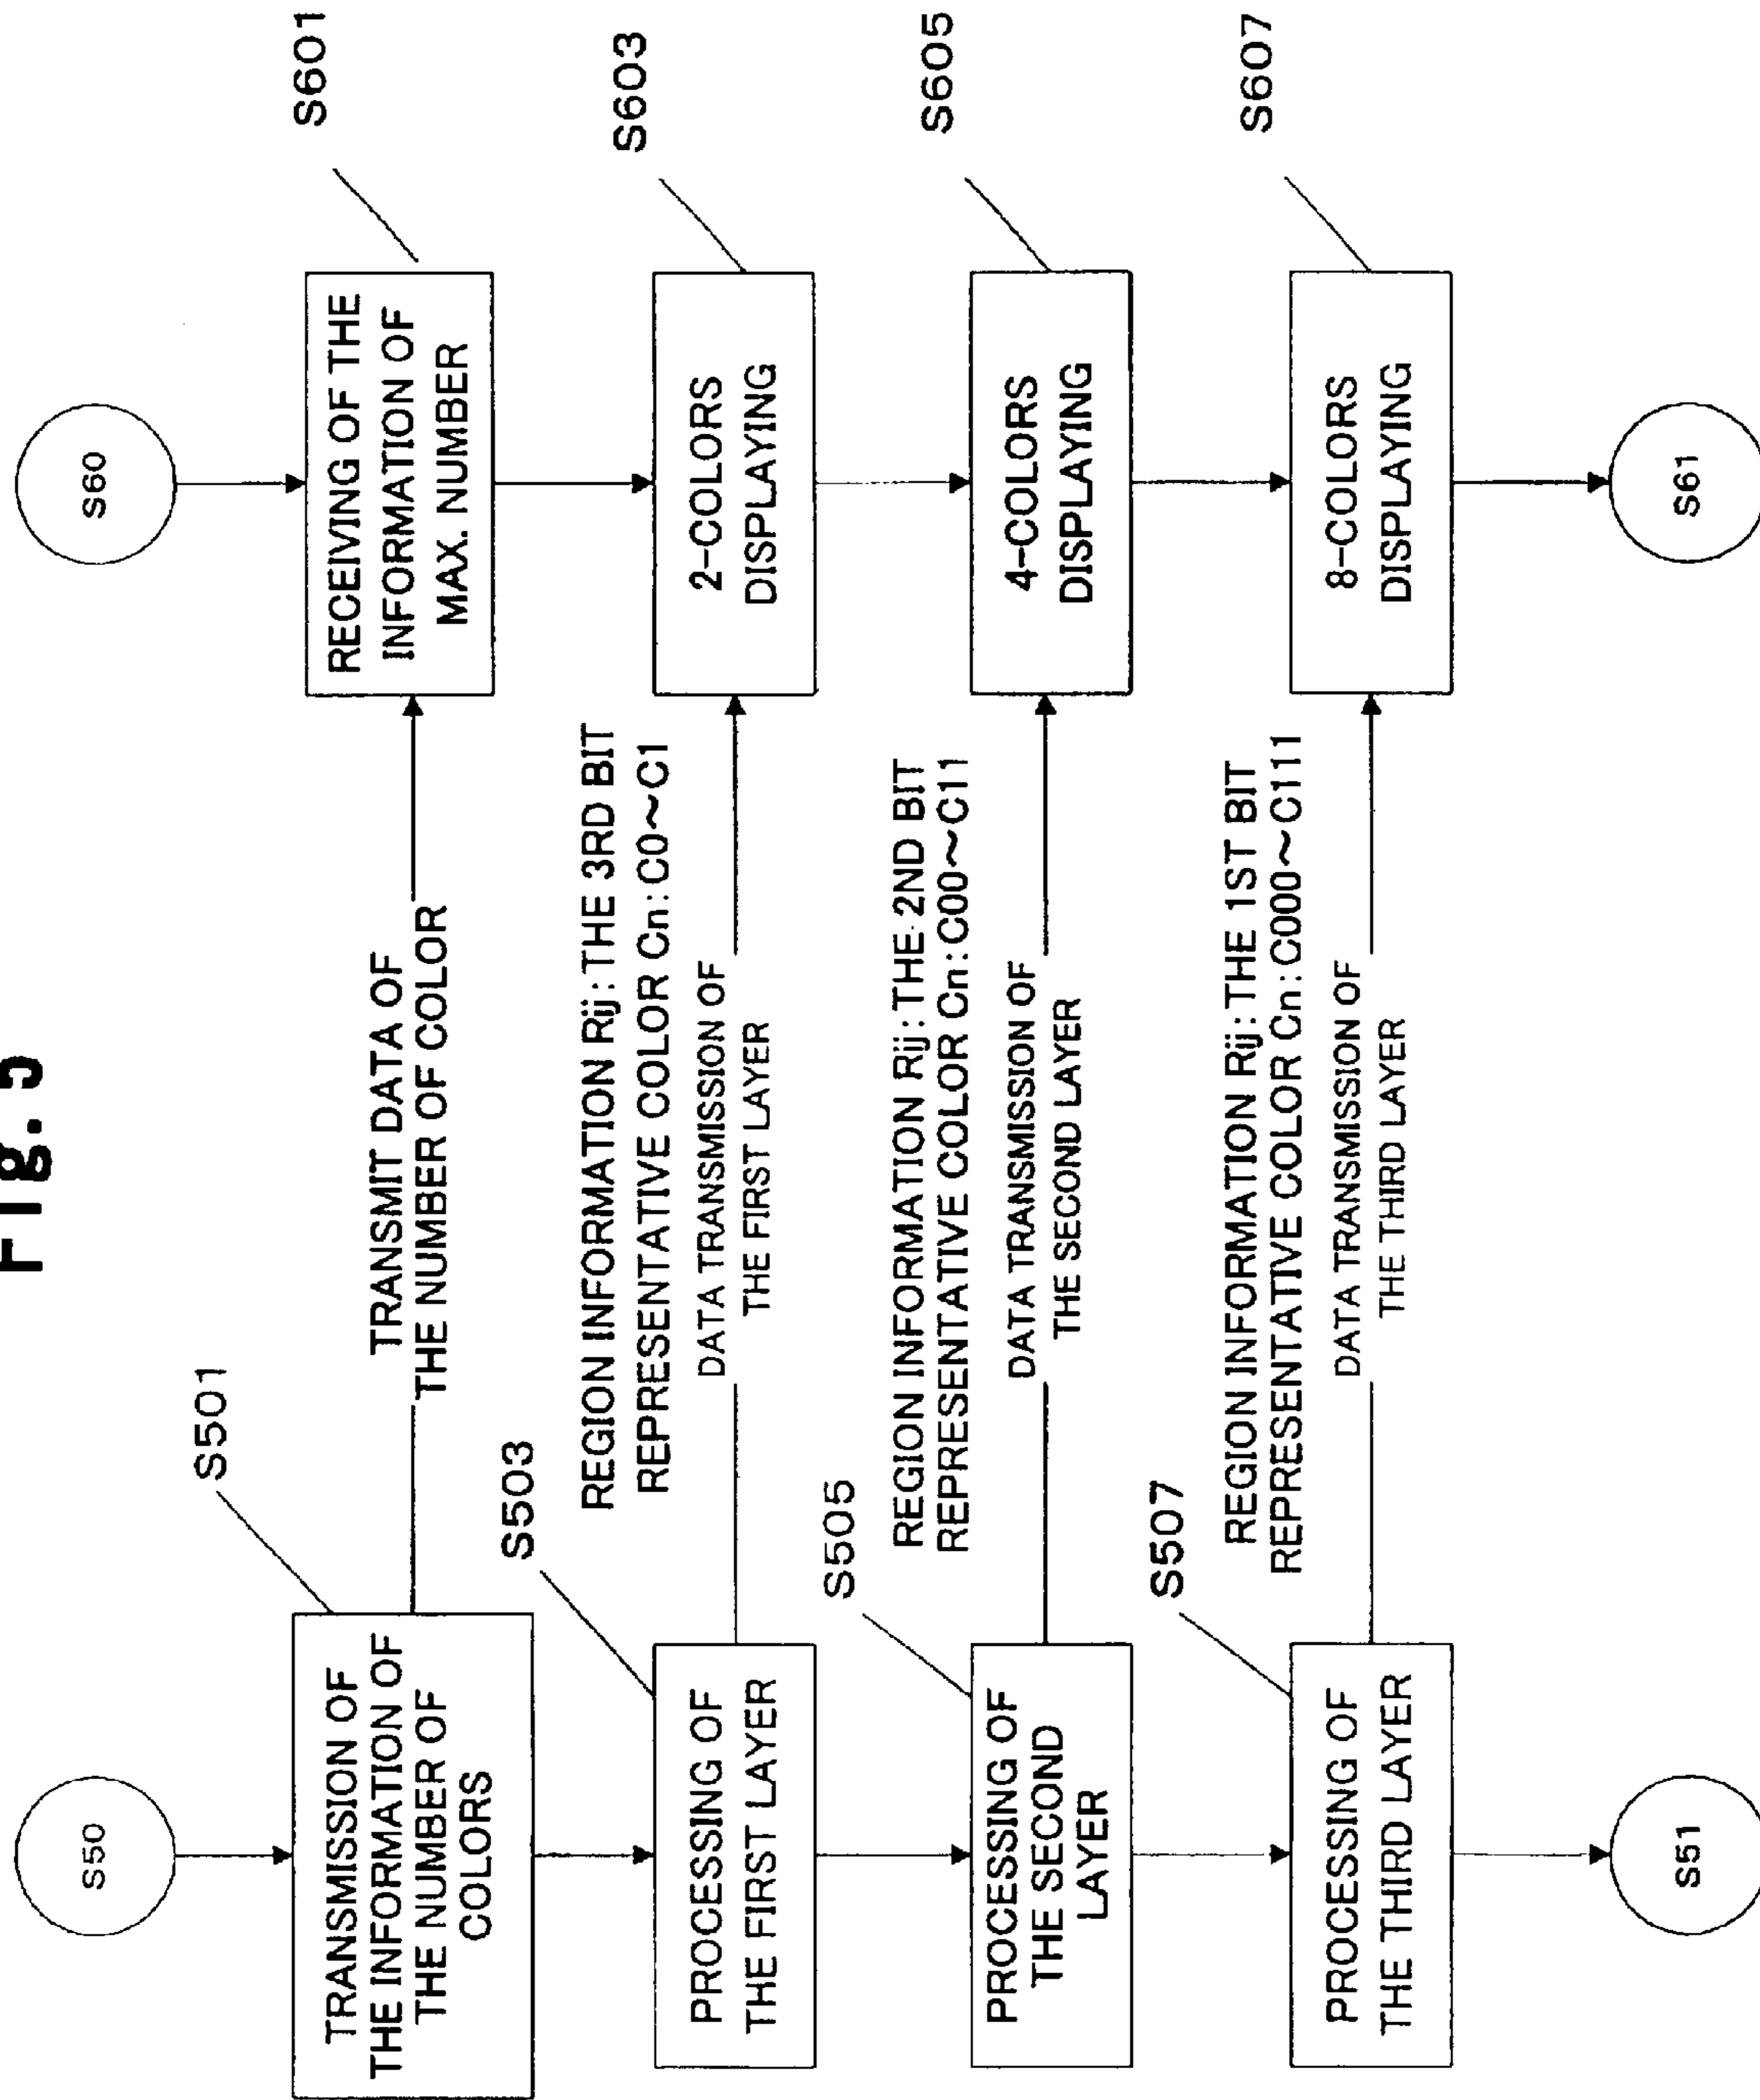 Fig. 5
S50
S60
S501
S601
TRANSMISSION OF
THE INFORMATION OF
THE NUMBER OF
COLORS
TRANSMIT DATA OF
THE NUMBER OF COLOR
RECEIVING OF THE
INFORMATION OF
MAX. NUMBER
S503
REGION INFORMATION Rij: THE 3RD BIT
REPRESENTATIVE COLOR Cn: C0~C1
S603
PROCESSING OF
THE FIRST LAYER
DATA TRANSMISSION OF
THE FIRST LAYER
2-COLORS
DISPLAYING
S505
REGION INFORMATION Rij: THE 2ND BIT
REPRESENTATIVE COLOR Cn: C00~C11
S605
PROCESSING OF
THE SECOND
LAYER
DATA TRANSMISSION OF
THE SECOND LAYER
4-COLORS
DISPLAYING
S507
REGION INFORMATION Rij: THE 1ST BIT
REPRESENTATIVE COLOR Cn: C000~C111
S607
PROCESSING OF
THE THIRD LAYER
DATA TRANSMISSION OF
THE THIRD LAYER
8-COLORS
DISPLAYING
S51
S61